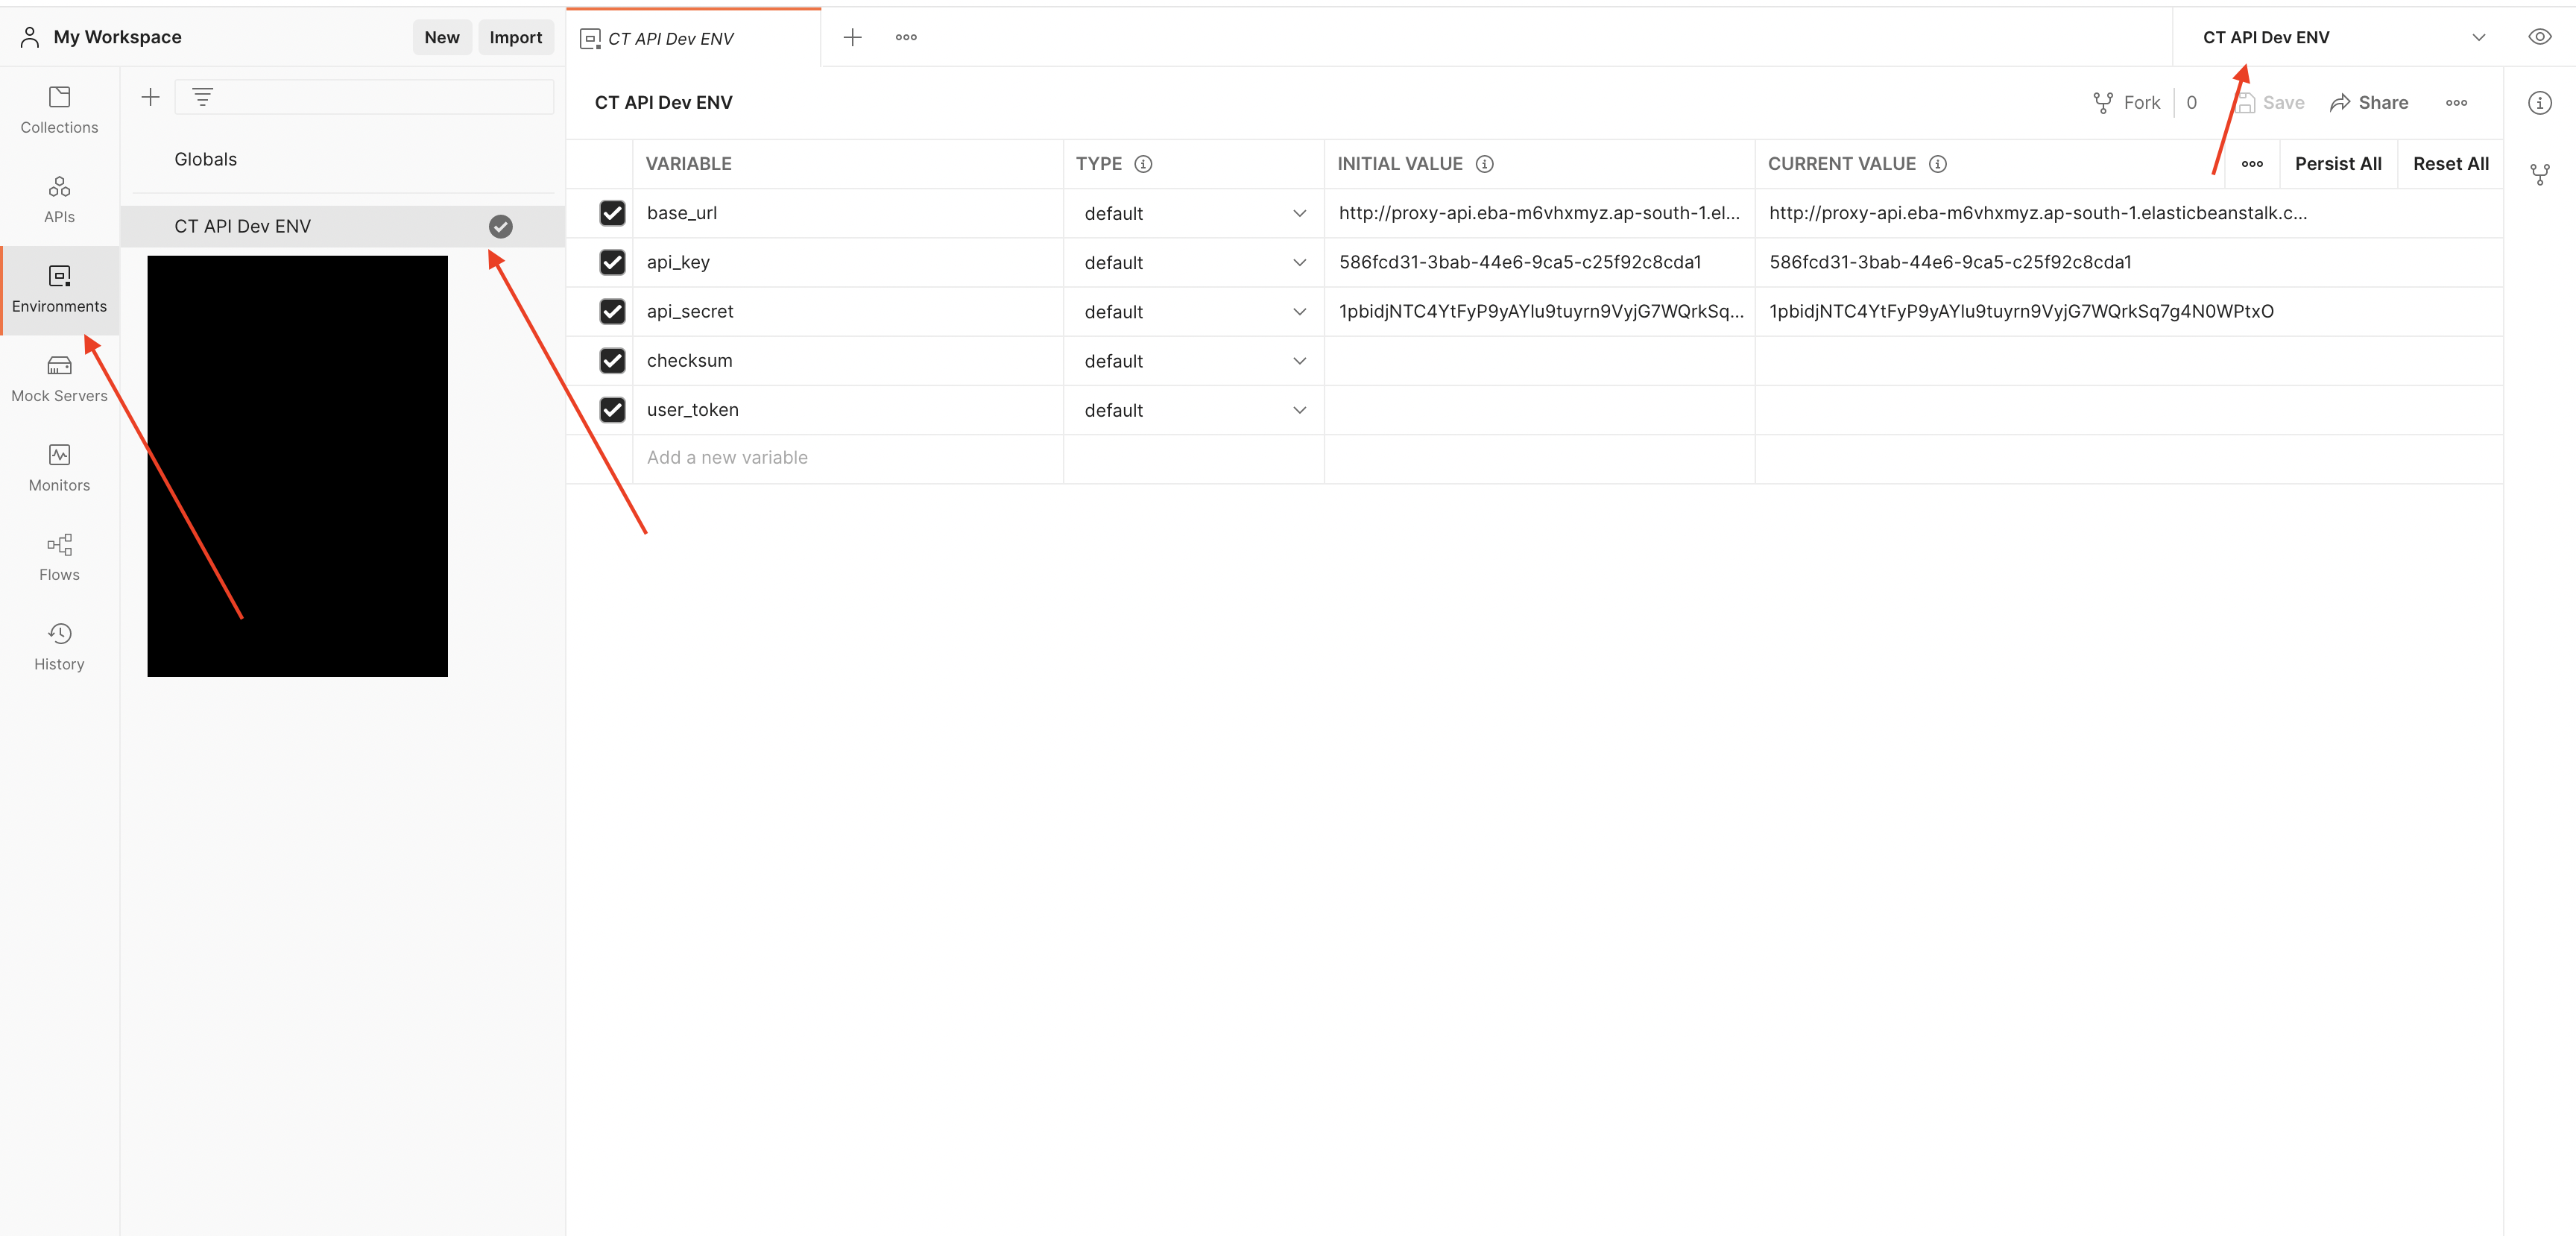 My Workspace
New
Import
CT API Dev ENV
CT API Dev ENV
Collections
APIs
Environments
Mock Servers
Monitors
Flows
History
Globals
CT API Dev ENV
CT API Dev ENV
Fork
0
Save
Share
VARIABLE TYPE INITIAL VALUE CURRENT VALUE Persist All Reset All
base_url default http://proxy-api.eba-m6vhxmyz.ap-south-1.el... http://proxy-api.eba-m6vhxmyz.ap-south-1.elasticbeanstalk.c...
api_key default 586fcd31-3bab-44e6-9ca5-c25f92c8cda1 586fcd31-3bab-44e6-9ca5-c25f92c8cda1
api_secret default 1pbidjNTC4YtFyP9yAYlu9tuyrn9VyjG7WQrkSq... 1pbidjNTC4YtFyP9yAYlu9tuyrn9VyjG7WQrkSq7g4N0WPtxO
checksum default
user_token default
Add a new variable